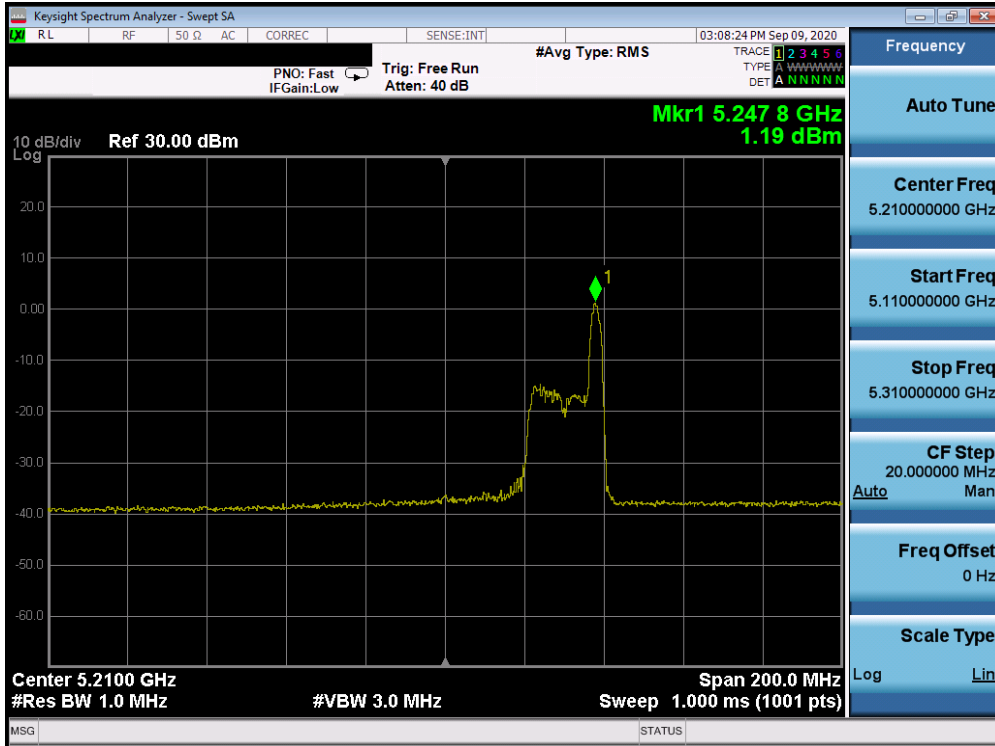 Keysight Spectrum Analyzer - Swept SA
LXI RL RF 50 Ω AC CORREC SENSE:INT 03:08:24 PM Sep 09, 2020
#Avg Type: RMS
TRACE 1 2 3 4 5 6
TYPE A WWWWW
DET A N N N N N
PNO: Fast
IFGain:Low
Trig: Free Run
Atten: 40 dB
Mkr1 5.247 8 GHz
1.19 dBm
10 dB/div Ref 30.00 dBm
Log
20.0
10.0
0.00
-10.0
-20.0
-30.0
-40.0
-50.0
-60.0
1
Center 5.2100 GHz Span 200.0 MHz
#Res BW 1.0 MHz #VBW 3.0 MHz Sweep 1.000 ms (1001 pts)
MSG STATUS
Frequency
Auto Tune
Center Freq
5.210000000 GHz
Start Freq
5.110000000 GHz
Stop Freq
5.310000000 GHz
CF Step
20.000000 MHz
Auto Man
Freq Offset
0 Hz
Scale Type
Log Lin